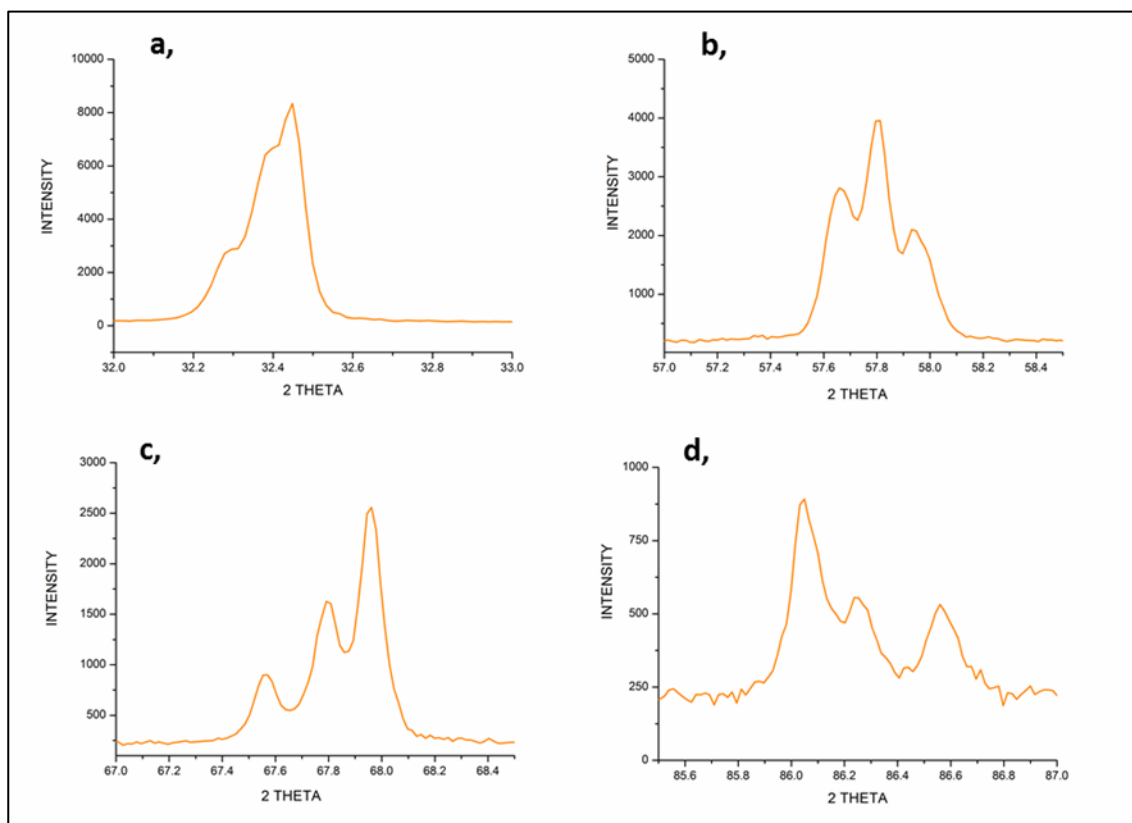 a,
10000
8000
6000
4000
2000
0
INTENSITY
32.0 32.2 32.4 32.6 32.8 33.0
2 THETA
b,
5000
4000
3000
2000
1000
INTENSITY
57.0 57.2 57.4 57.6 57.8 58.0 58.2 58.4
2 THETA
c,
3000
2500
2000
1500
1000
500
INTENSITY
67.0 67.2 67.4 67.6 67.8 68.0 68.2 68.4
2 THETA
d,
1000
750
500
250
0
INTENSITY
85.6 85.8 86.0 86.2 86.4 86.6 86.8 87.0
2 THETA